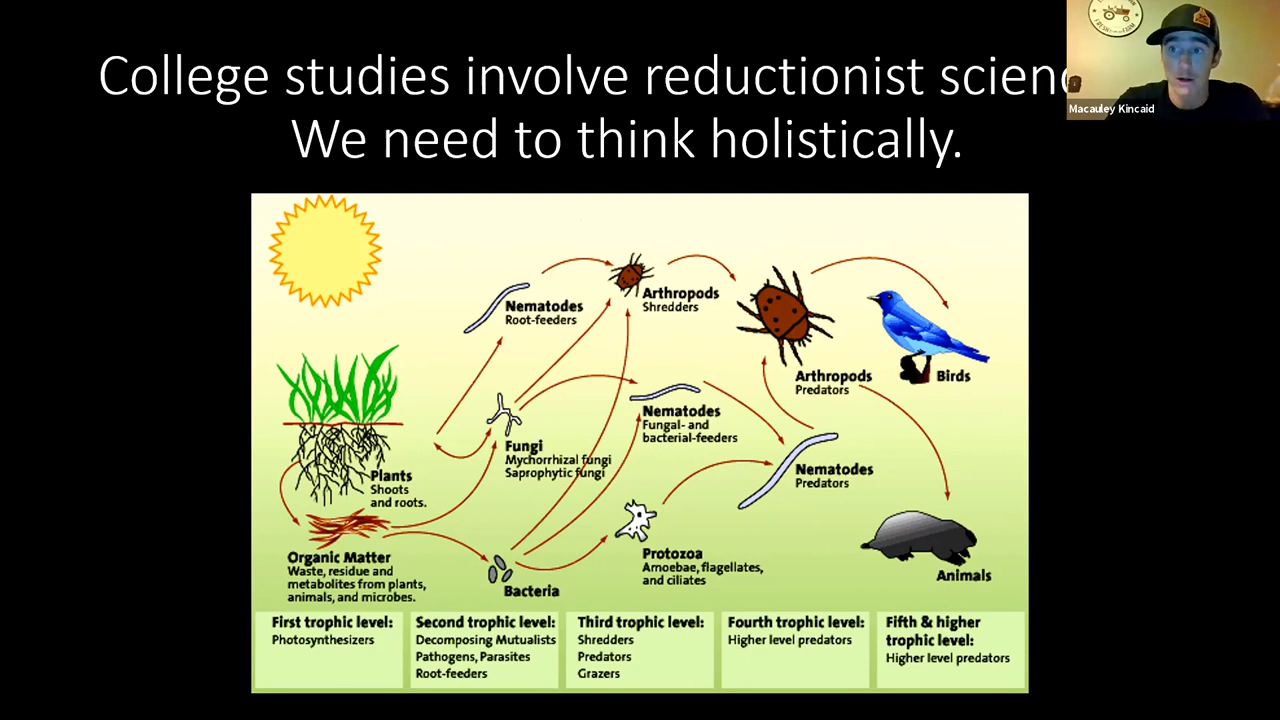 College studies involve reductionist scienc
We need to think holistically.
Macauley Kincaid
Nematodes
Root-feeders
Arthropods
Shredders
Arthropods
Predators
Birds
Nematodes
Fungal- and
bacterial-feeders
Fungi
Mychorrhizal fungi
Saprophytic fungi
Nematodes
Predators
Plants
Shoots
and roots.
Organic Matter
Waste, residue and
metabolites from plants,
animals, and microbes.
Bacteria
Protozoa
Amoebae, flagellates,
and ciliates
Animals
First trophic level:
Photosynthesizers
Second trophic level:
Decomposing Mutualists
Pathogens, Parasites
Root-feeders
Third trophic level:
Shredders
Predators
Grazers
Fourth trophic level:
Higher level predators
Fifth & higher
trophic level:
Higher level predators